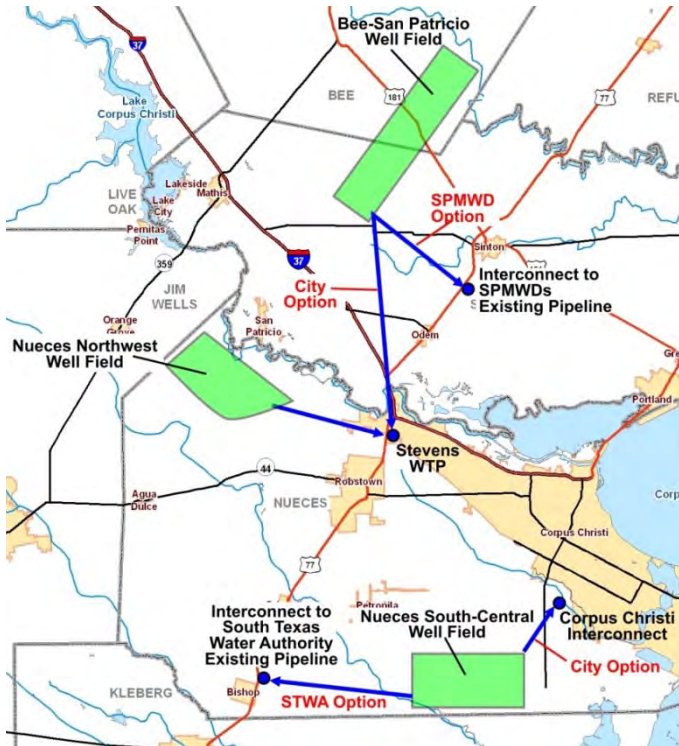 37
Bee-San Patricio
Well Field
BEE
181
77
REFU
Lake
Corpus Christi
LIVE
OAK
Lakeside
Mathis
Lake
City
Pernitas
Point
SPMWD
Option
Sinton
359
37
City
Option
Interconnect to
SPMWDs
Existing Pipeline
JIM
WELLS
Orange
San
Patricio
Odem
Nueces Northwest
Well Field
Gre
Portland
Stevens
WTP
44
Robstown
Agua
Dulce
NUECES
Corp
Corpus Christi
77
Interconnect to
South Texas
Water Authority
Existing Pipeline
Petronila
Nueces South-Central
Well Field
Corpus Christi
Interconnect
City Option
KLEBERG
Bishop
STWA Option